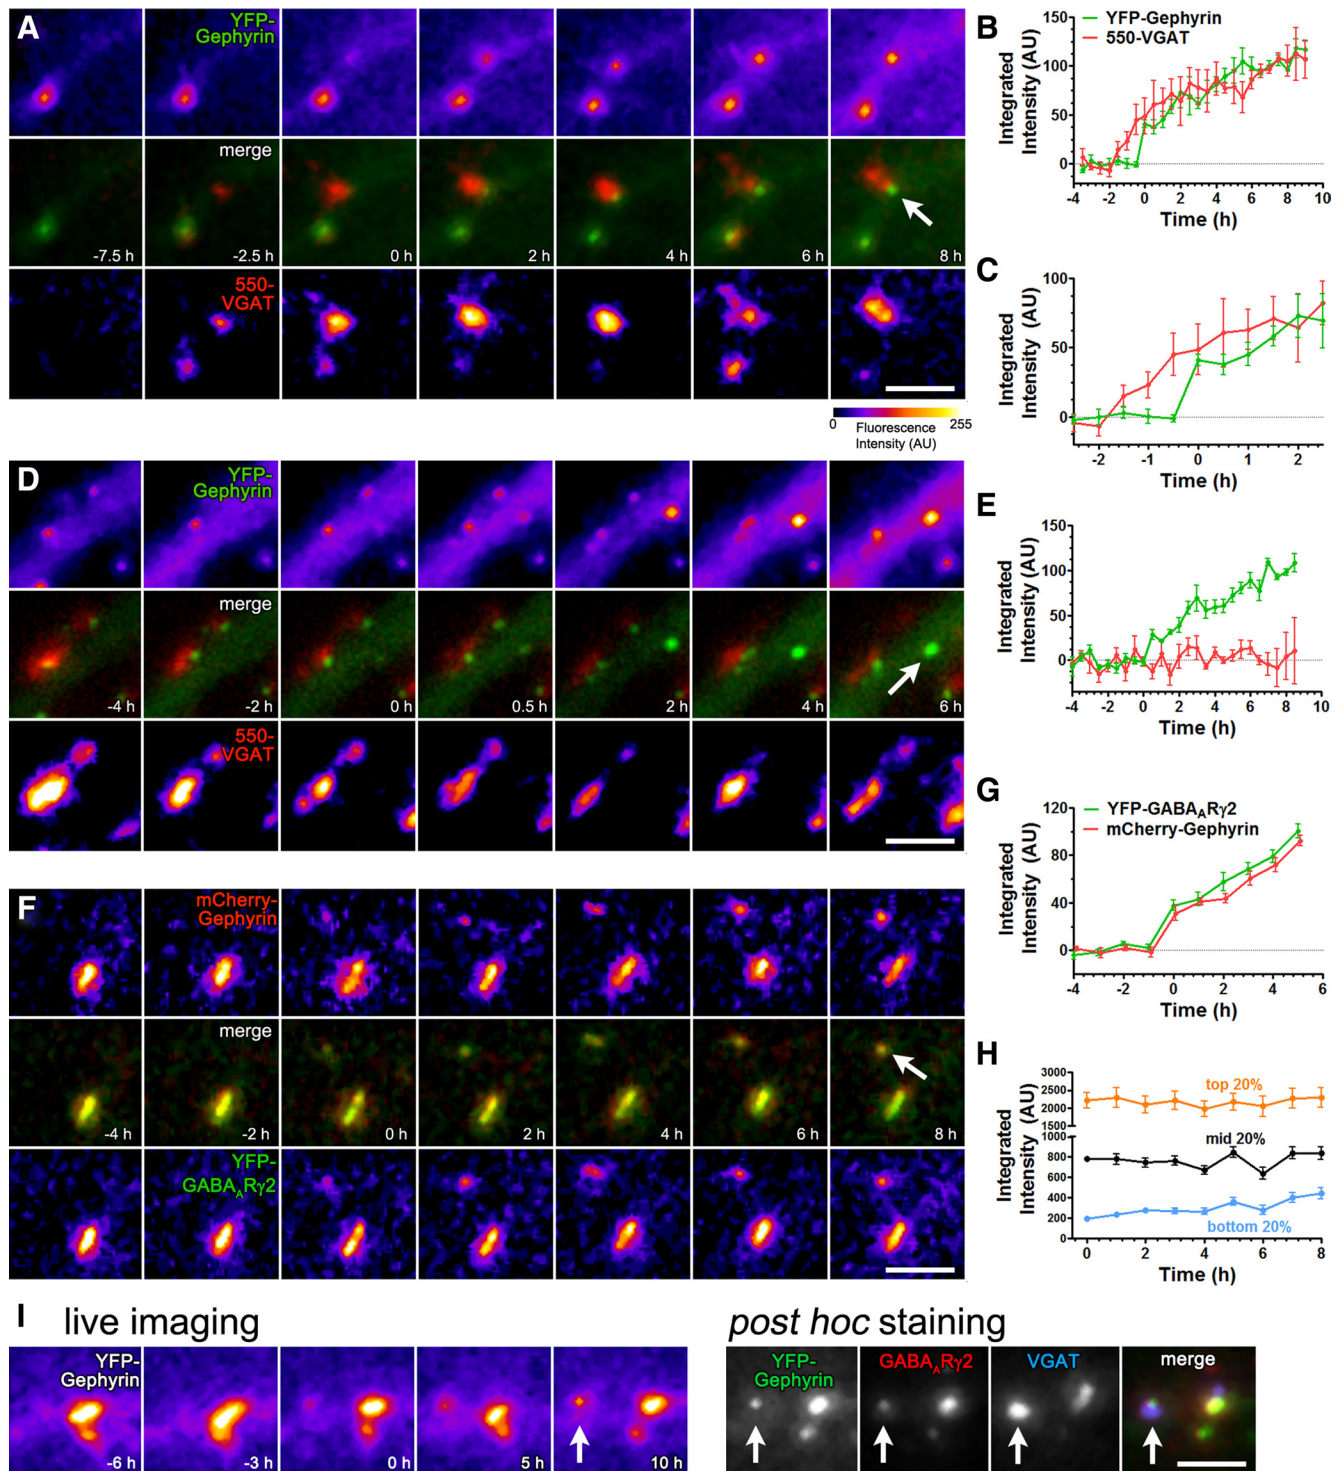 A
YFP-
Gephyrin
merge
-7.5 h
-2.5 h
0 h
2 h
4 h
6 h
8 h
550-
VGAT
0
255
Fluorescence
Intensity (AU)
B
YFP-Gephyrin
550-VGAT
Integrated
Intensity (AU)
150
100
50
0
-4 -2 0 2 4 6 8 10
Time (h)
C
Integrated
Intensity (AU)
100
50
0
-2 -1 0 1 2
Time (h)
D
YFP-
Gephyrin
merge
-4 h
-2 h
0 h
0.5 h
2 h
4 h
6 h
550-
VGAT
E
Integrated
Intensity (AU)
150
100
50
0
-4 -2 0 2 4 6 8 10
Time (h)
F
mCherry-
Gephyrin
merge
-4 h
-2 h
0 h
2 h
4 h
6 h
8 h
YFP-
GABAARγ2
G
YFP-GABAARγ2
mCherry-Gephyrin
Integrated
Intensity (AU)
120
80
40
0
-4 -2 0 2 4 6
Time (h)
H
Integrated
Intensity (AU)
3000
2500
2000
1500
1000
800
600
400
200
0
top 20%
mid 20%
bottom 20%
0 2 4 6 8
Time (h)
I
live imaging
YFP-
Gephyrin
-6 h
-3 h
0 h
5 h
10 h
post hoc staining
YFP-
Gephyrin
GABAARγ2
VGAT
merge